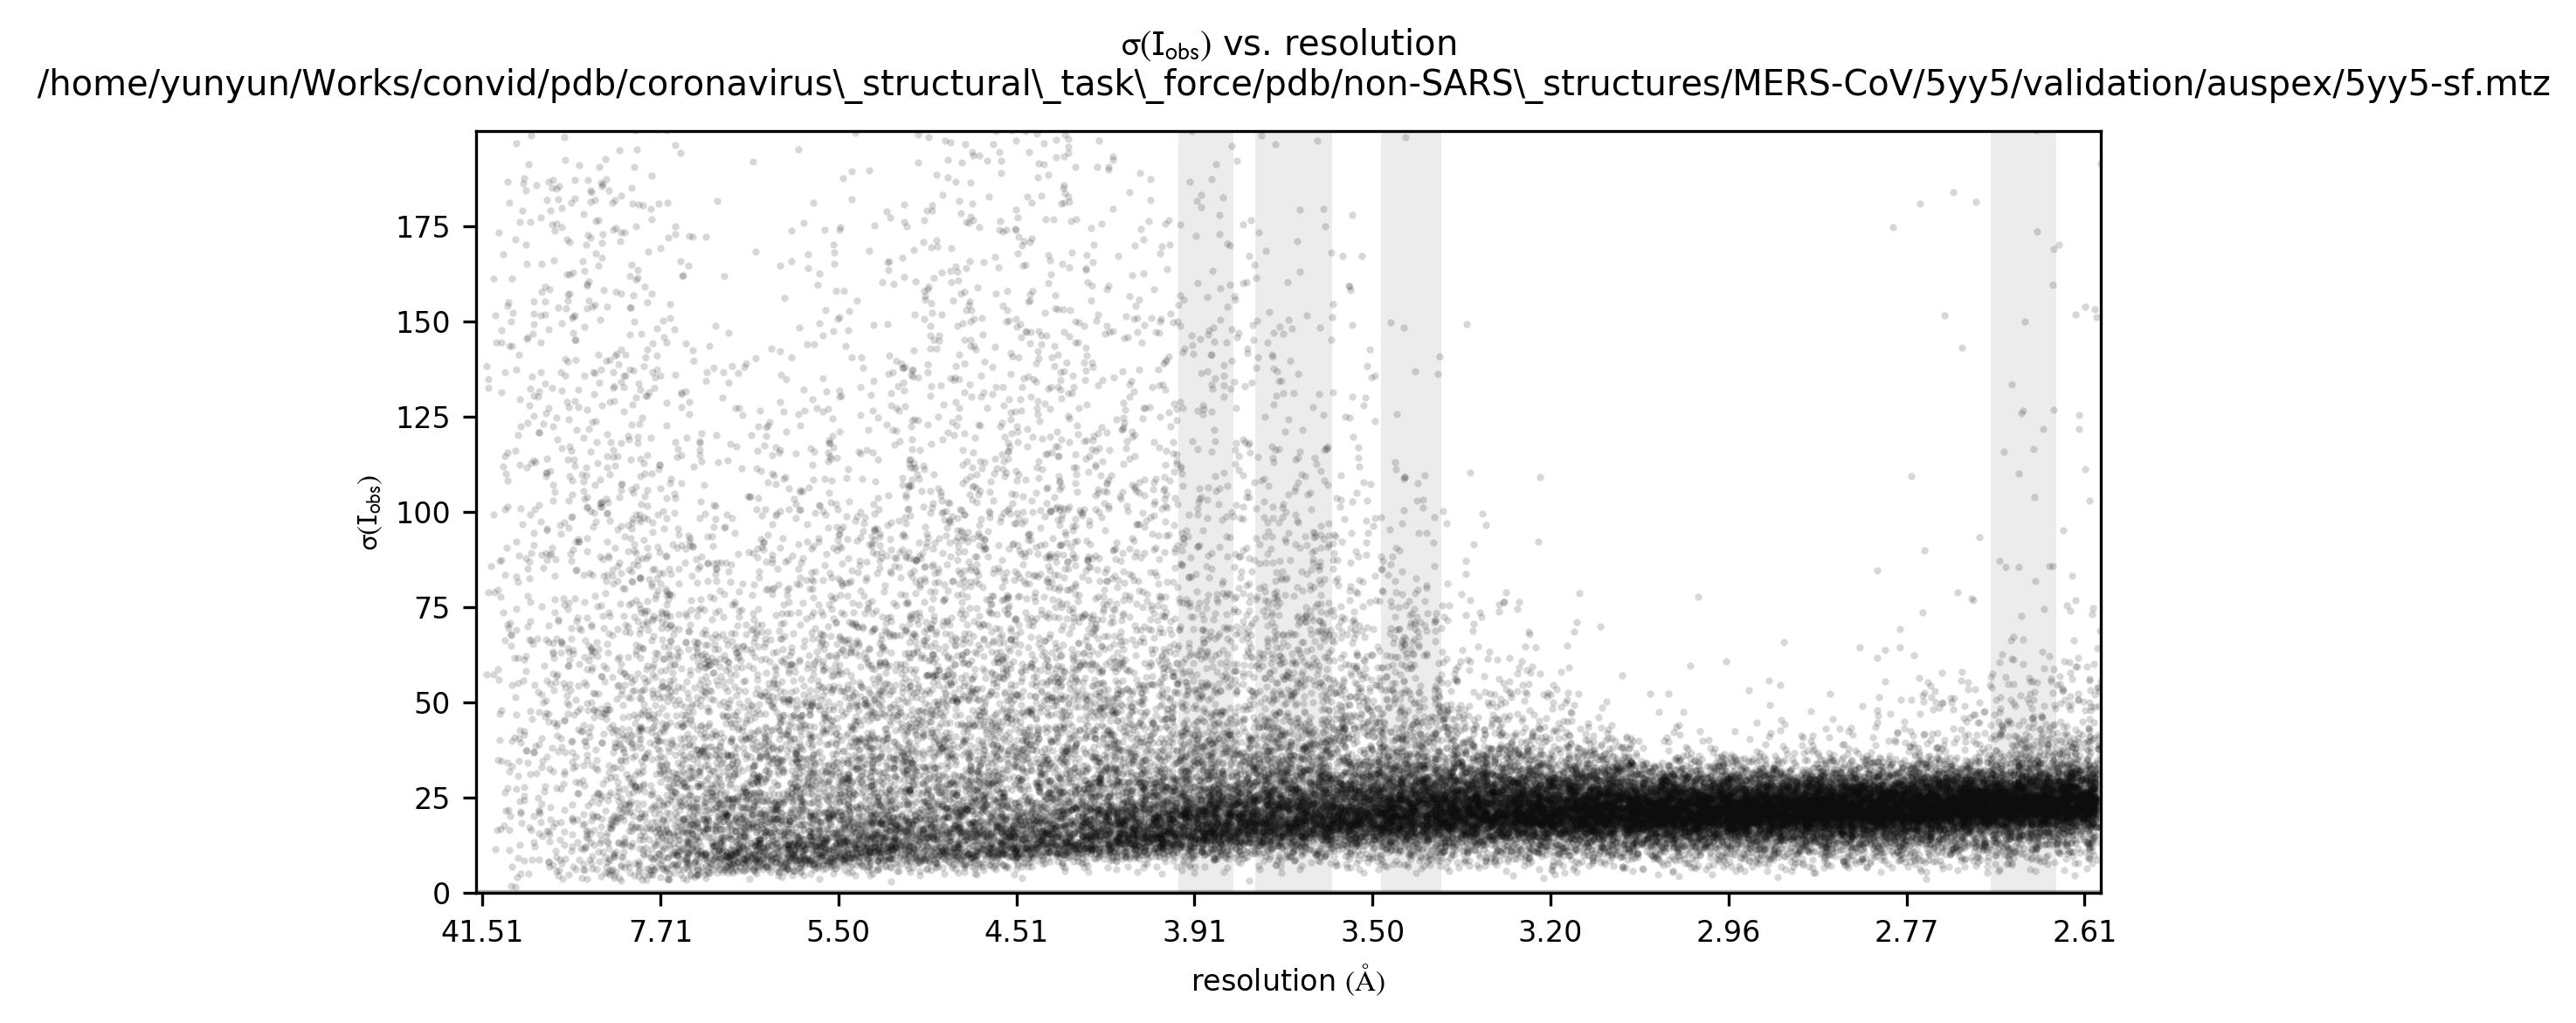 σ(I_obs) vs. resolution
/home/yunyun/Works/convid/pdb/coronavirus\_structural\_task\_force/pdb/non-SARS\_structures/MERS-CoV/5yy5/validation/auspex/5yy5-sf.mtz
σ(I_obs)
175
150
125
100
75
50
25
0
41.51 7.71 5.50 4.51 3.91 3.50 3.20 2.96 2.77 2.61
resolution (Å)